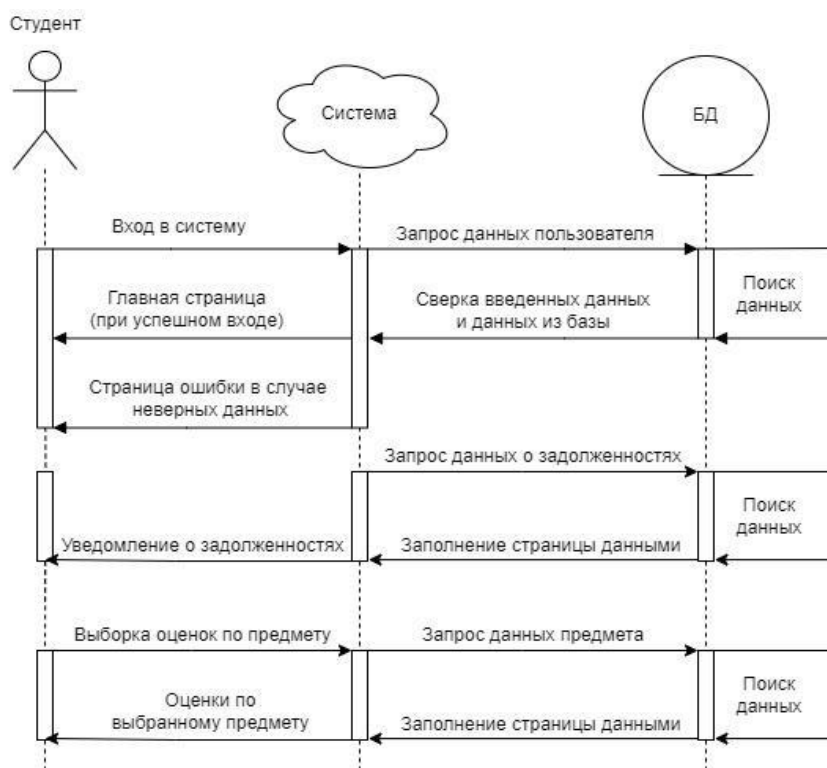 Студент
Система
БД
Вход в систему
Запрос данных пользователя
Поиск
данных
Главная страница
(при успешном входе)
Сверка введенных данных
и данных из базы
Страница ошибки в случае
неверных данных
Запрос данных о задолженностях
Поиск
данных
Уведомление о задолженностях
Заполнение страницы данными
Выборка оценок по предмету
Запрос данных предмета
Поиск
данных
Оценки по
выбранному предмету
Заполнение страницы данными